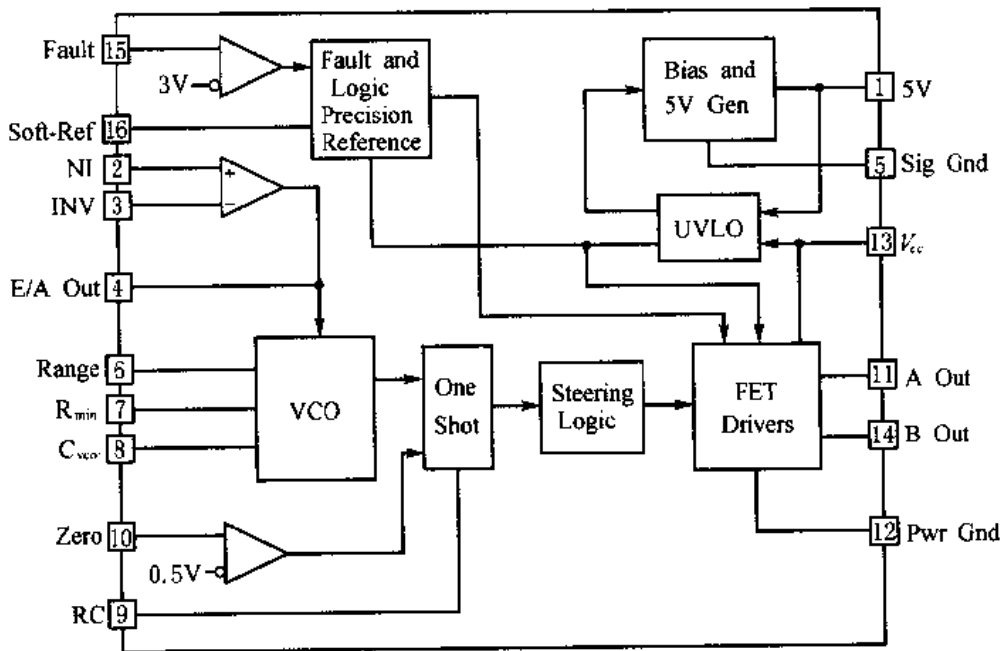 Fault 15
3V
Fault and
Logic
Precision
Reference
Soft-Ref 16
NI 2
+
INV 3
−
E/A Out 4
Bias and
5V Gen
1 5V
5 Sig Gnd
UVLO
13 Vcc
Range 6
Rmin 7
Cvco 8
VCO
One
Shot
Steering
Logic
FET
Drivers
11 A Out
14 B Out
12 Pwr Gnd
Zero 10
0.5V
RC 9